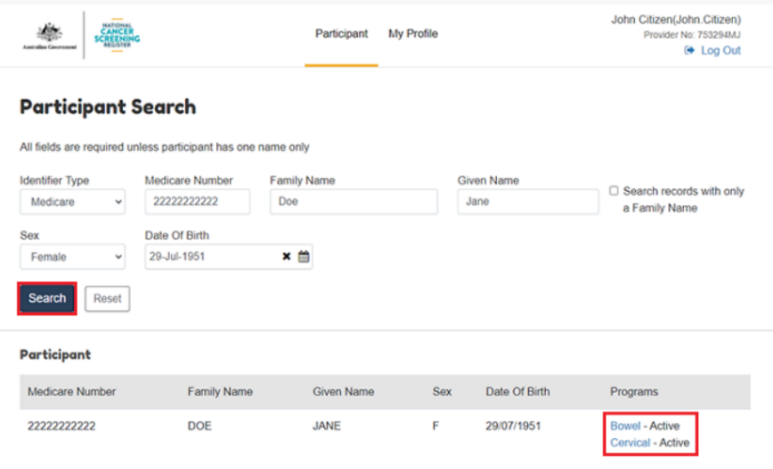 Australian Government
NATIONAL
CANCER
SCREENING
REGISTER
Participant My Profile
John Citizen(John.Citizen)
Provider No: 753294MJ
Log Out
Participant Search
All fields are required unless participant has one name only
Identifier Type Medicare Number Family Name Given Name
Medicare 22222222222 Doe Jane
Search records with only
a Family Name
Sex Date Of Birth
Female 29-Jul-1951
Search Reset
Participant
Medicare Number Family Name Given Name Sex Date Of Birth Programs
22222222222 DOE JANE F 29/07/1951 Bowel - Active
Cervical - Active